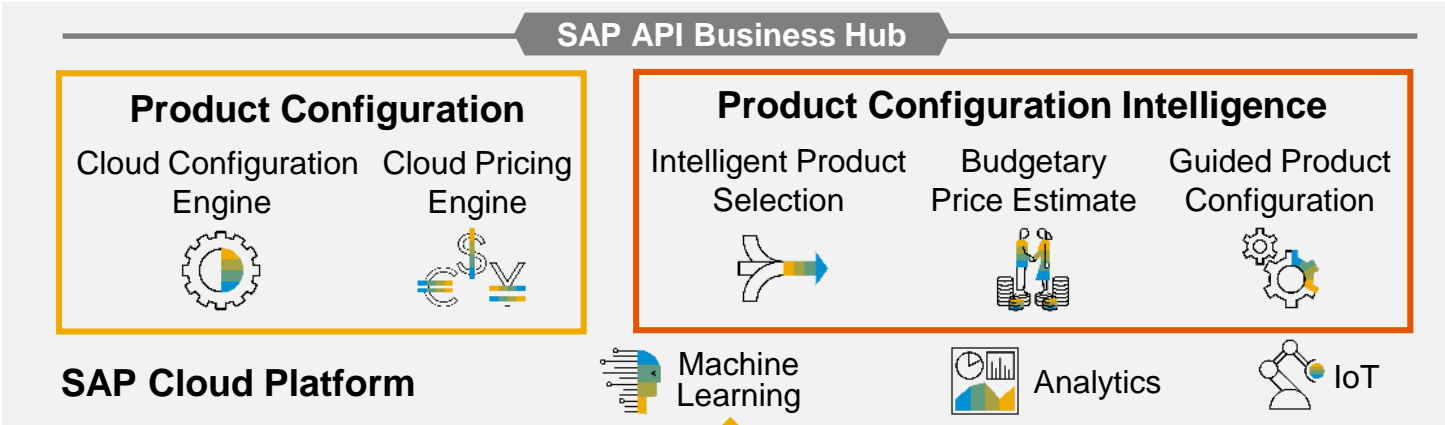 SAP API Business Hub
Product Configuration
Cloud Configuration
Engine
Cloud Pricing
Engine
€ $ ¥
Product Configuration Intelligence
Intelligent Product
Selection
Budgetary
Price Estimate
Guided Product
Configuration
SAP Cloud Platform
Machine
Learning
Analytics
IoT